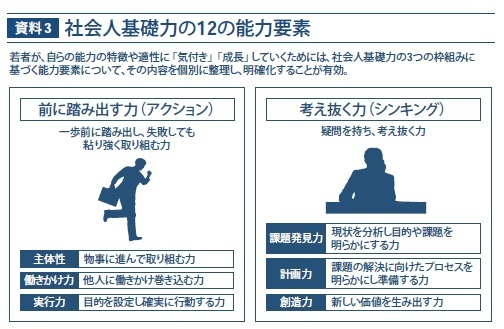 資料3 社会人基礎力の12の能力要素
若者が、自らの能力の特徴や適性に「気付き」「成長」していくためには、社会人基礎力の3つの枠組みに
基づく能力要素について、その内容を個別に整理し、明確化することが有効。
前に踏み出す力(アクション)
一歩前に踏み出し、失敗しても
粘り強く取り組む力
主体性 物事に進んで取り組む力
働きかけ力 他人に働きかけ巻き込む力
実行力 目的を設定し確実に行動する力
考え抜く力(シンキング)
疑問を持ち、考え抜く力
課題発見力 現状を分析し目的や課題を
明らかにする力
計画力 課題の解決に向けたプロセスを
明らかにし準備する力
創造力 新しい価値を生み出す力